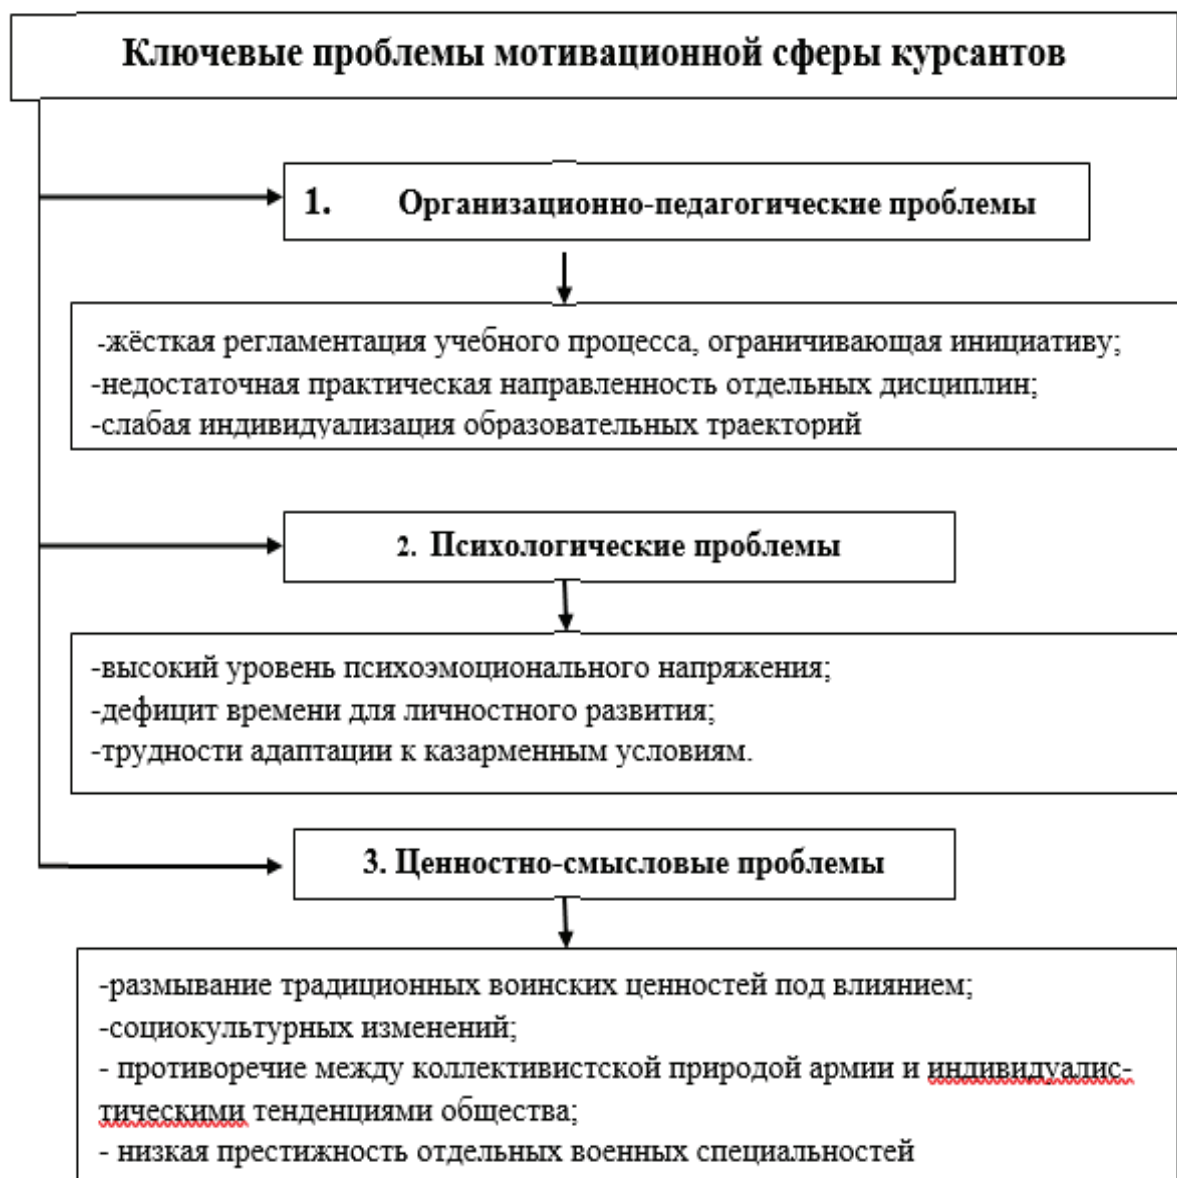 Ключевые проблемы мотивационной сферы курсантов
1. Организационно-педагогические проблемы
-жёсткая регламентация учебного процесса, ограничивающая инициативу;
-недостаточная практическая направленность отдельных дисциплин;
-слабая индивидуализация образовательных траекторий
2. Психологические проблемы
-высокий уровень психоэмоционального напряжения;
-дефицит времени для личностного развития;
-трудности адаптации к казарменным условиям.
3. Ценностно-смысловые проблемы
-размывание традиционных воинских ценностей под влиянием;
-социокультурных изменений;
- противоречие между коллективистской природой армии и индивидуалис-
тическими тенденциями общества;
- низкая престижность отдельных военных специальностей